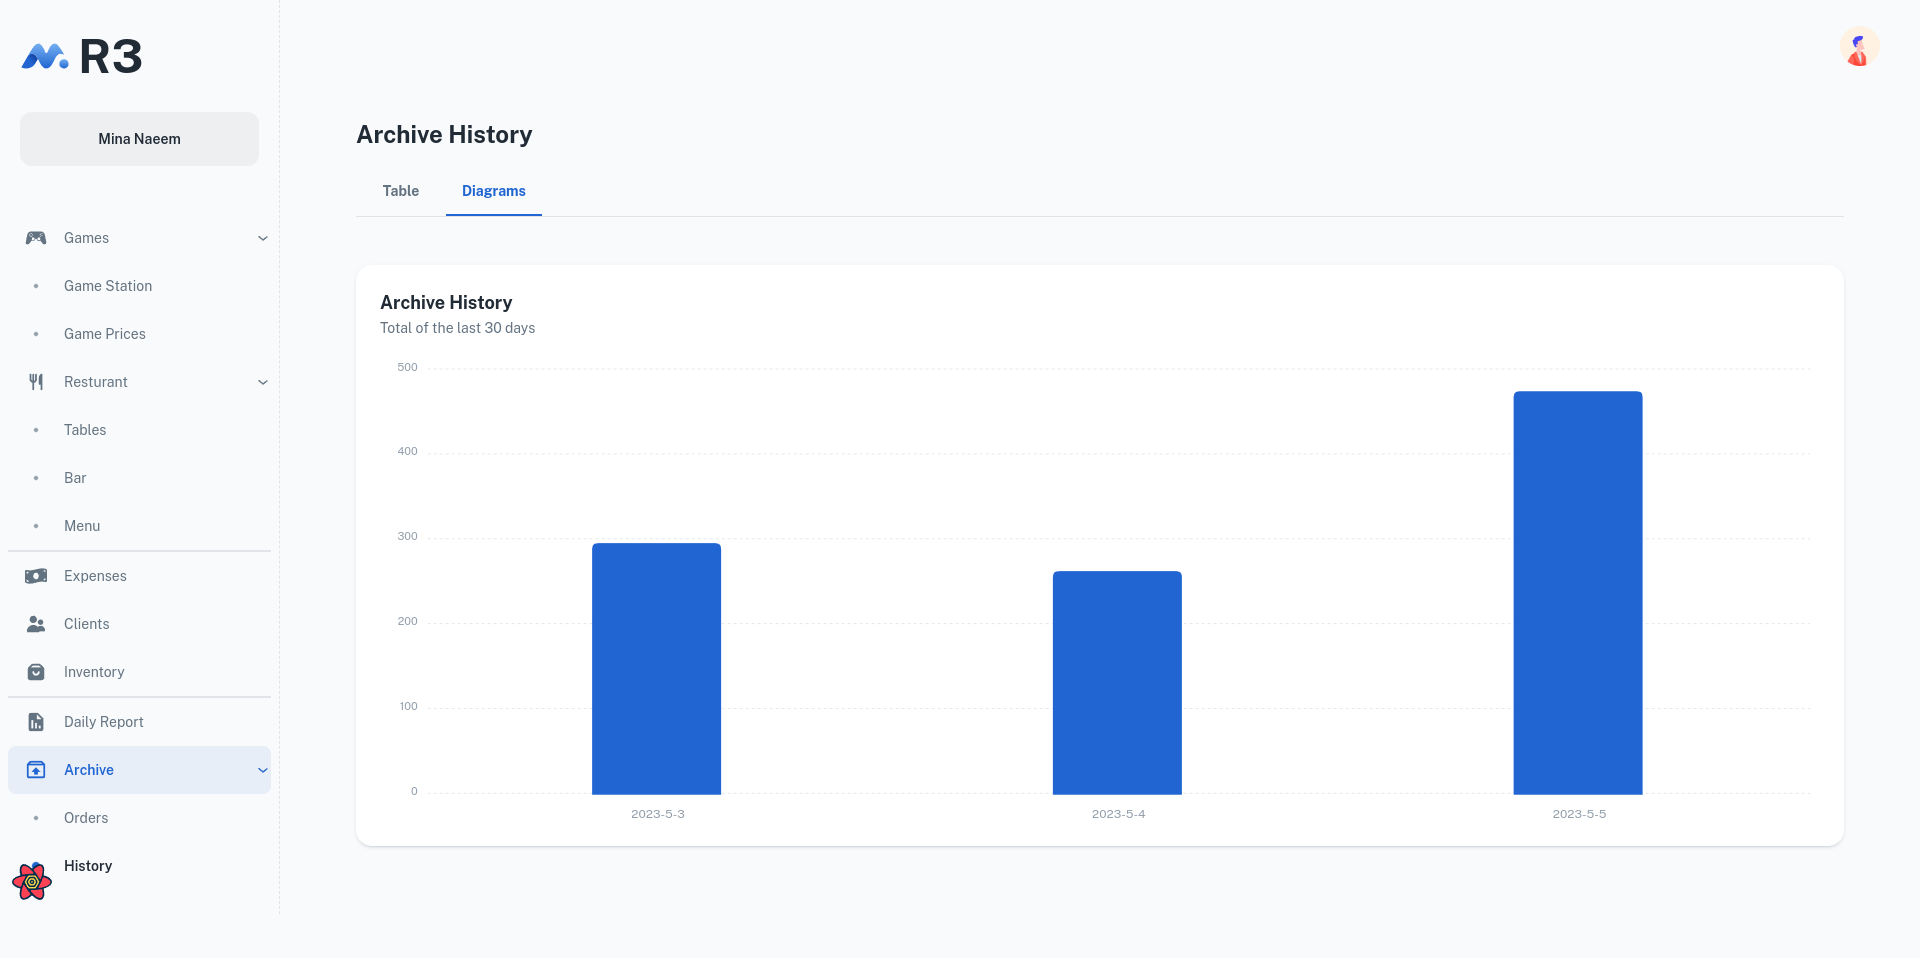 R3
Mina Naeem
Games
Game Station
Game Prices
Resturant
Tables
Bar
Menu
Expenses
Clients
Inventory
Daily Report
Archive
Orders
History
Archive History
Table Diagrams
Archive History
Total of the last 30 days
500
400
300
200
100
0
2023-5-3 2023-5-4 2023-5-5